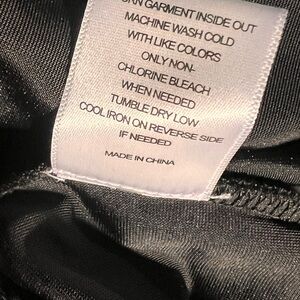 GARMENT INSIDE OUT
MACHINE WASH COLD
WITH LIKE COLORS
ONLY NON-
CHLORINE BLEACH
WHEN NEEDED
TUMBLE DRY LOW
COOL IRON ON REVERSE SIDE
IF NEEDED
MADE IN CHINA